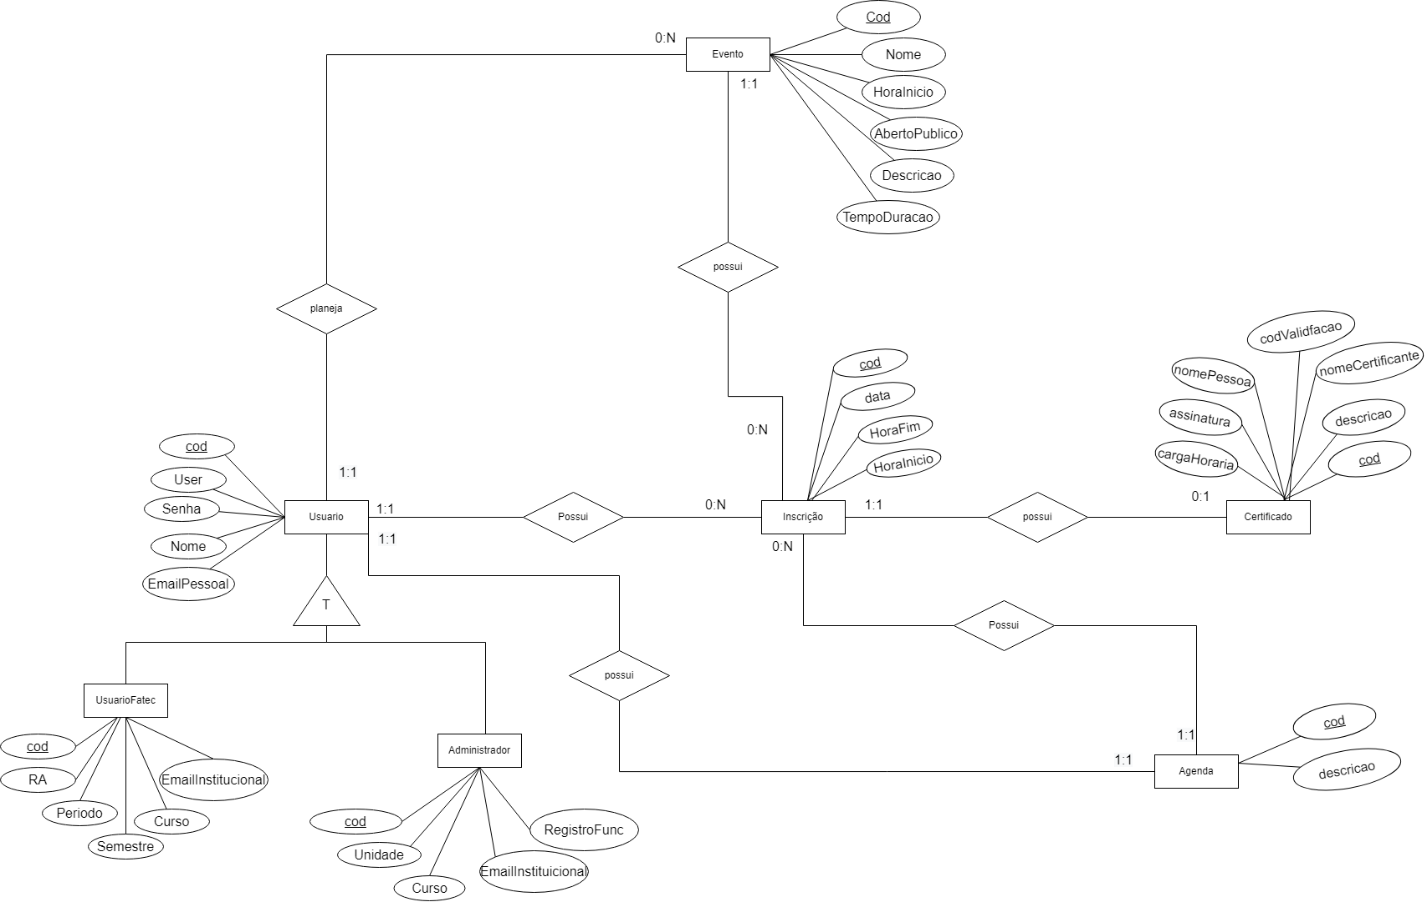 Cod
0:N
Evento
Nome
1:1
HoraInicio
AbertoPublico
Descricao
TempoDuracao
possui
planeja
codValidfacao
nomeCertificante
nomePessoa
cod
data
HoraFim
HoraInicio
assinatura
descricao
cargaHoraria
cod
0:N
cod
User
Senha
Nome
EmailPessoal
1:1
Usuario
1:1
1:1
Possui
0:N
Inscrição
0:N
1:1
possui
0:1
Certificado
T
Possui
possui
UsuarioFatec
cod
RA
Periodo
Semestre
Curso
EmailInstitucional
Administrador
cod
Unidade
Curso
EmailInstituicional
RegistroFunc
1:1
1:1
Agenda
cod
descricao